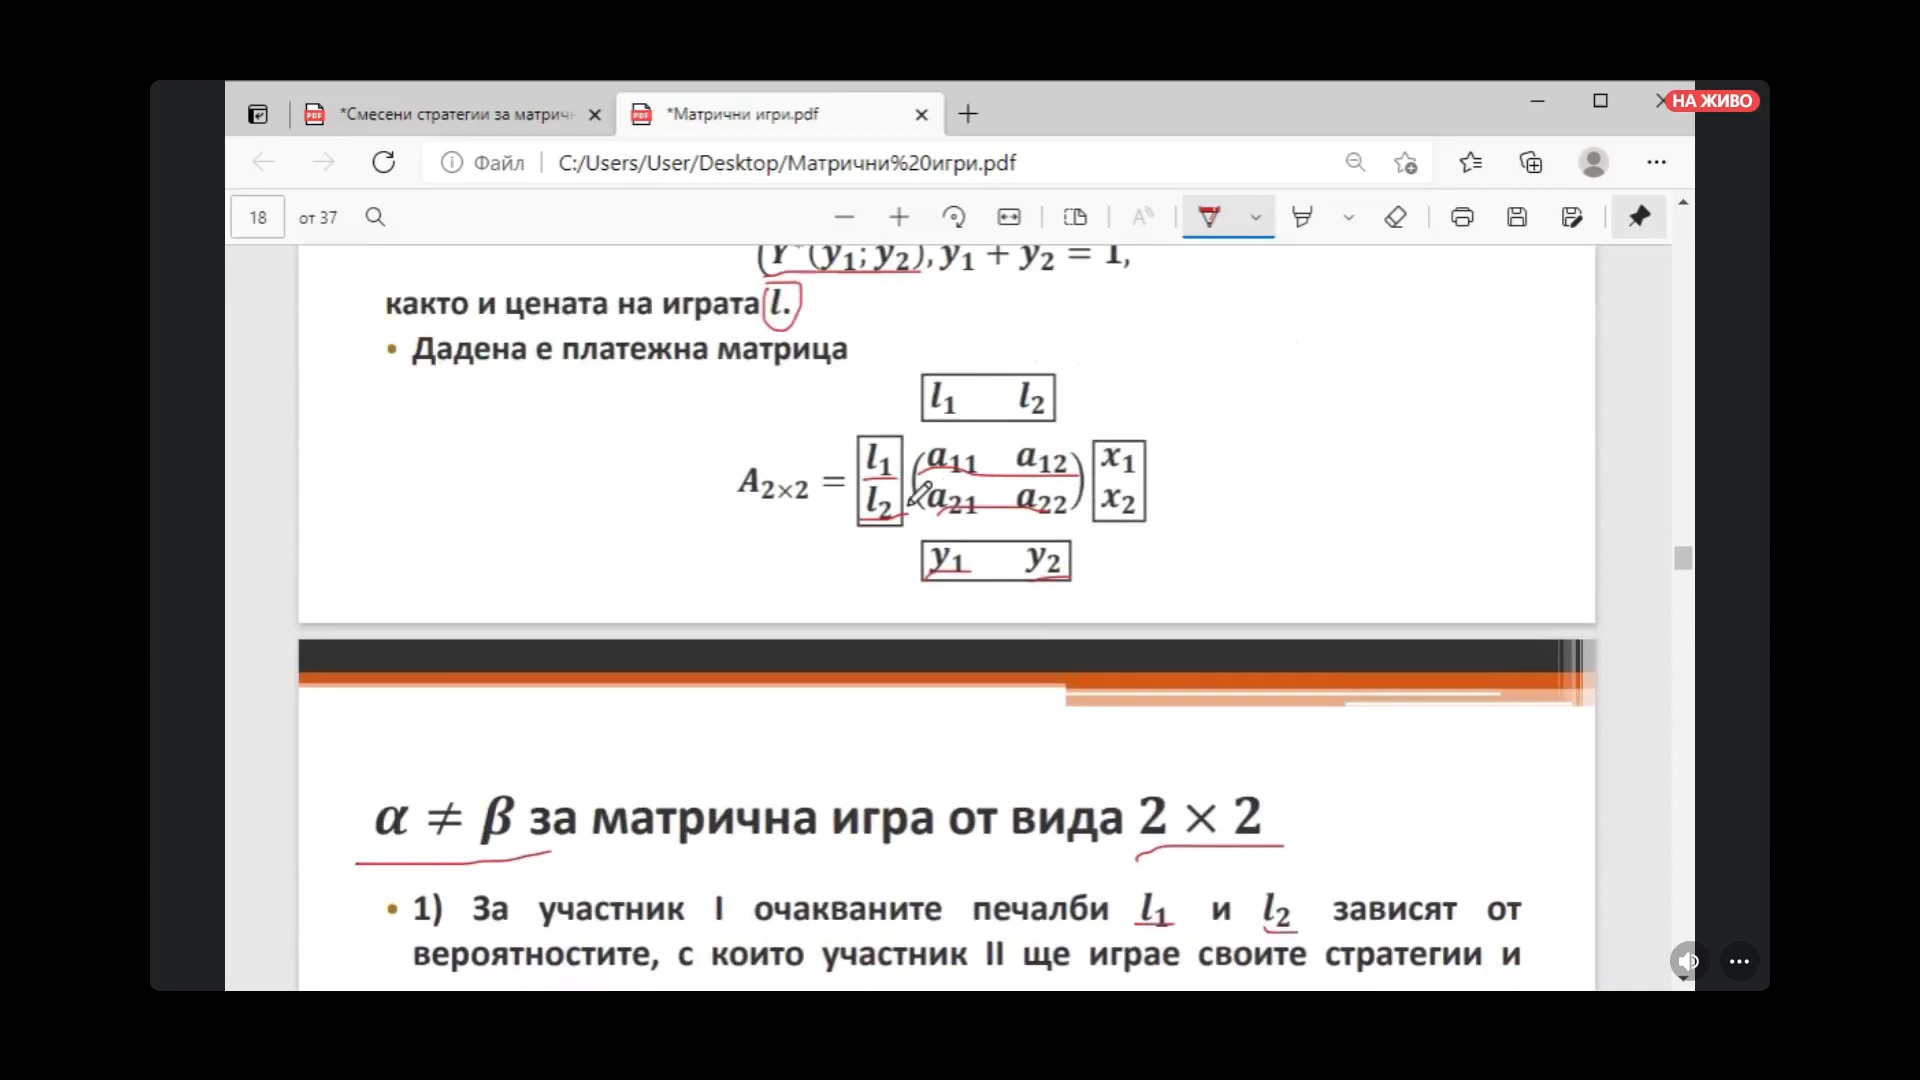 *Смесени стратегии за матричн
*Матрични игри.pdf
НА ЖИВО
Файл
C:/Users/User/Desktop/Матрични%20игри.pdf
18 от 37
(Y*(y₁; y₂), y₁ + y₂ = 1,
както и цената на играта l.
• Дадена е платежна матрица
l₁ l₂
l₁ a₁₁ a₁₂ x₁
A₂×₂ =
l₂ a₂₁ a₂₂ x₂
y₁ y₂
α ≠ β за матрична игра от вида 2 × 2
• 1) За участник I очакваните печалби l₁ и l₂ зависят от
вероятностите, с които участник II ще играе своите стратегии и